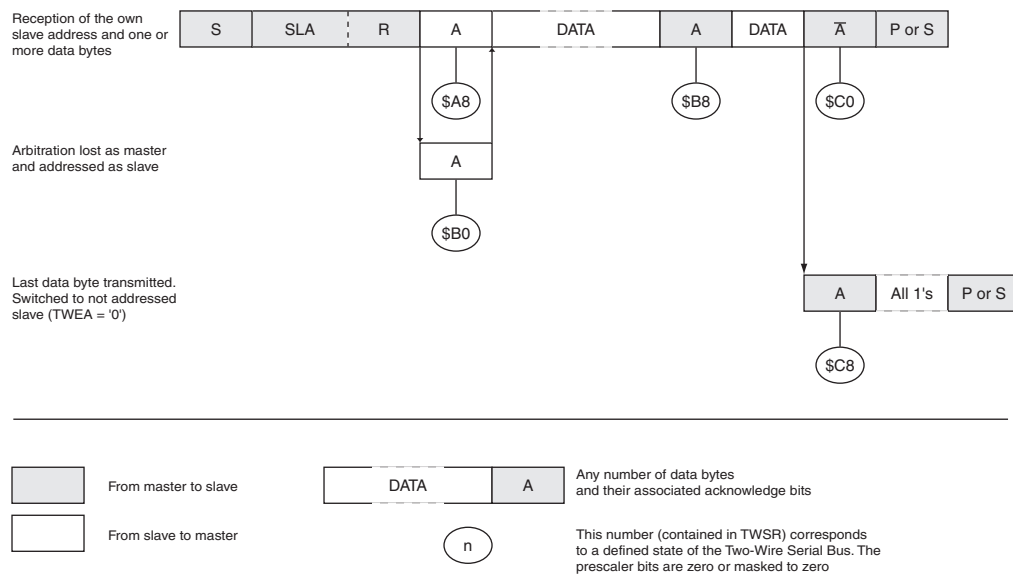 Reception of the own
slave address and one or
more data bytes
S SLA R A DATA A DATA A̅ P or S
$A8 $B8 $C0
Arbitration lost as master
and addressed as slave
A
$B0
Last data byte transmitted.
Switched to not addressed
slave (TWEA = '0')
A All 1's P or S
$C8
From master to slave
DATA A
Any number of data bytes
and their associated acknowledge bits
From slave to master
n
This number (contained in TWSR) corresponds
to a defined state of the Two-Wire Serial Bus. The
prescaler bits are zero or masked to zero